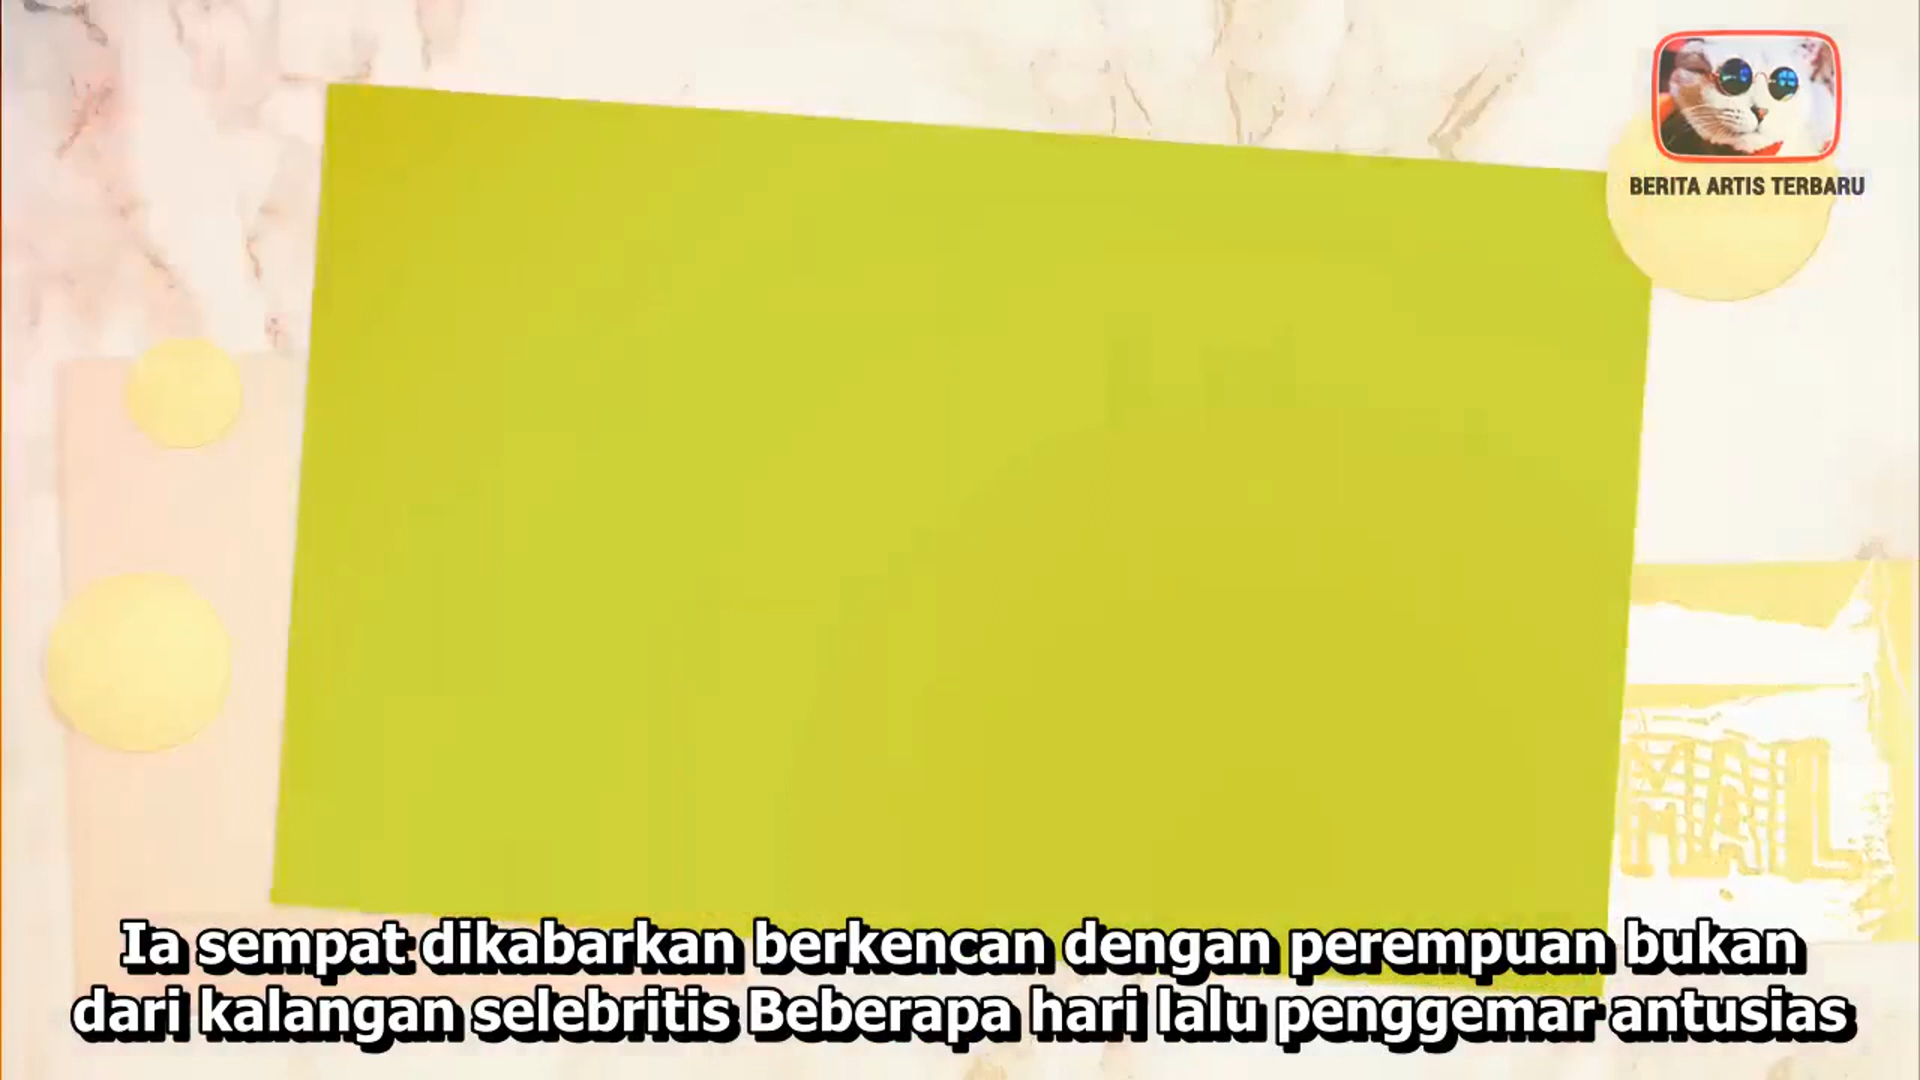 BERITA ARTIS TERBARU
Ia sempat dikabarkan berkencan dengan perempuan bukan
dari kalangan selebritis Beberapa hari lalu penggemar antusias